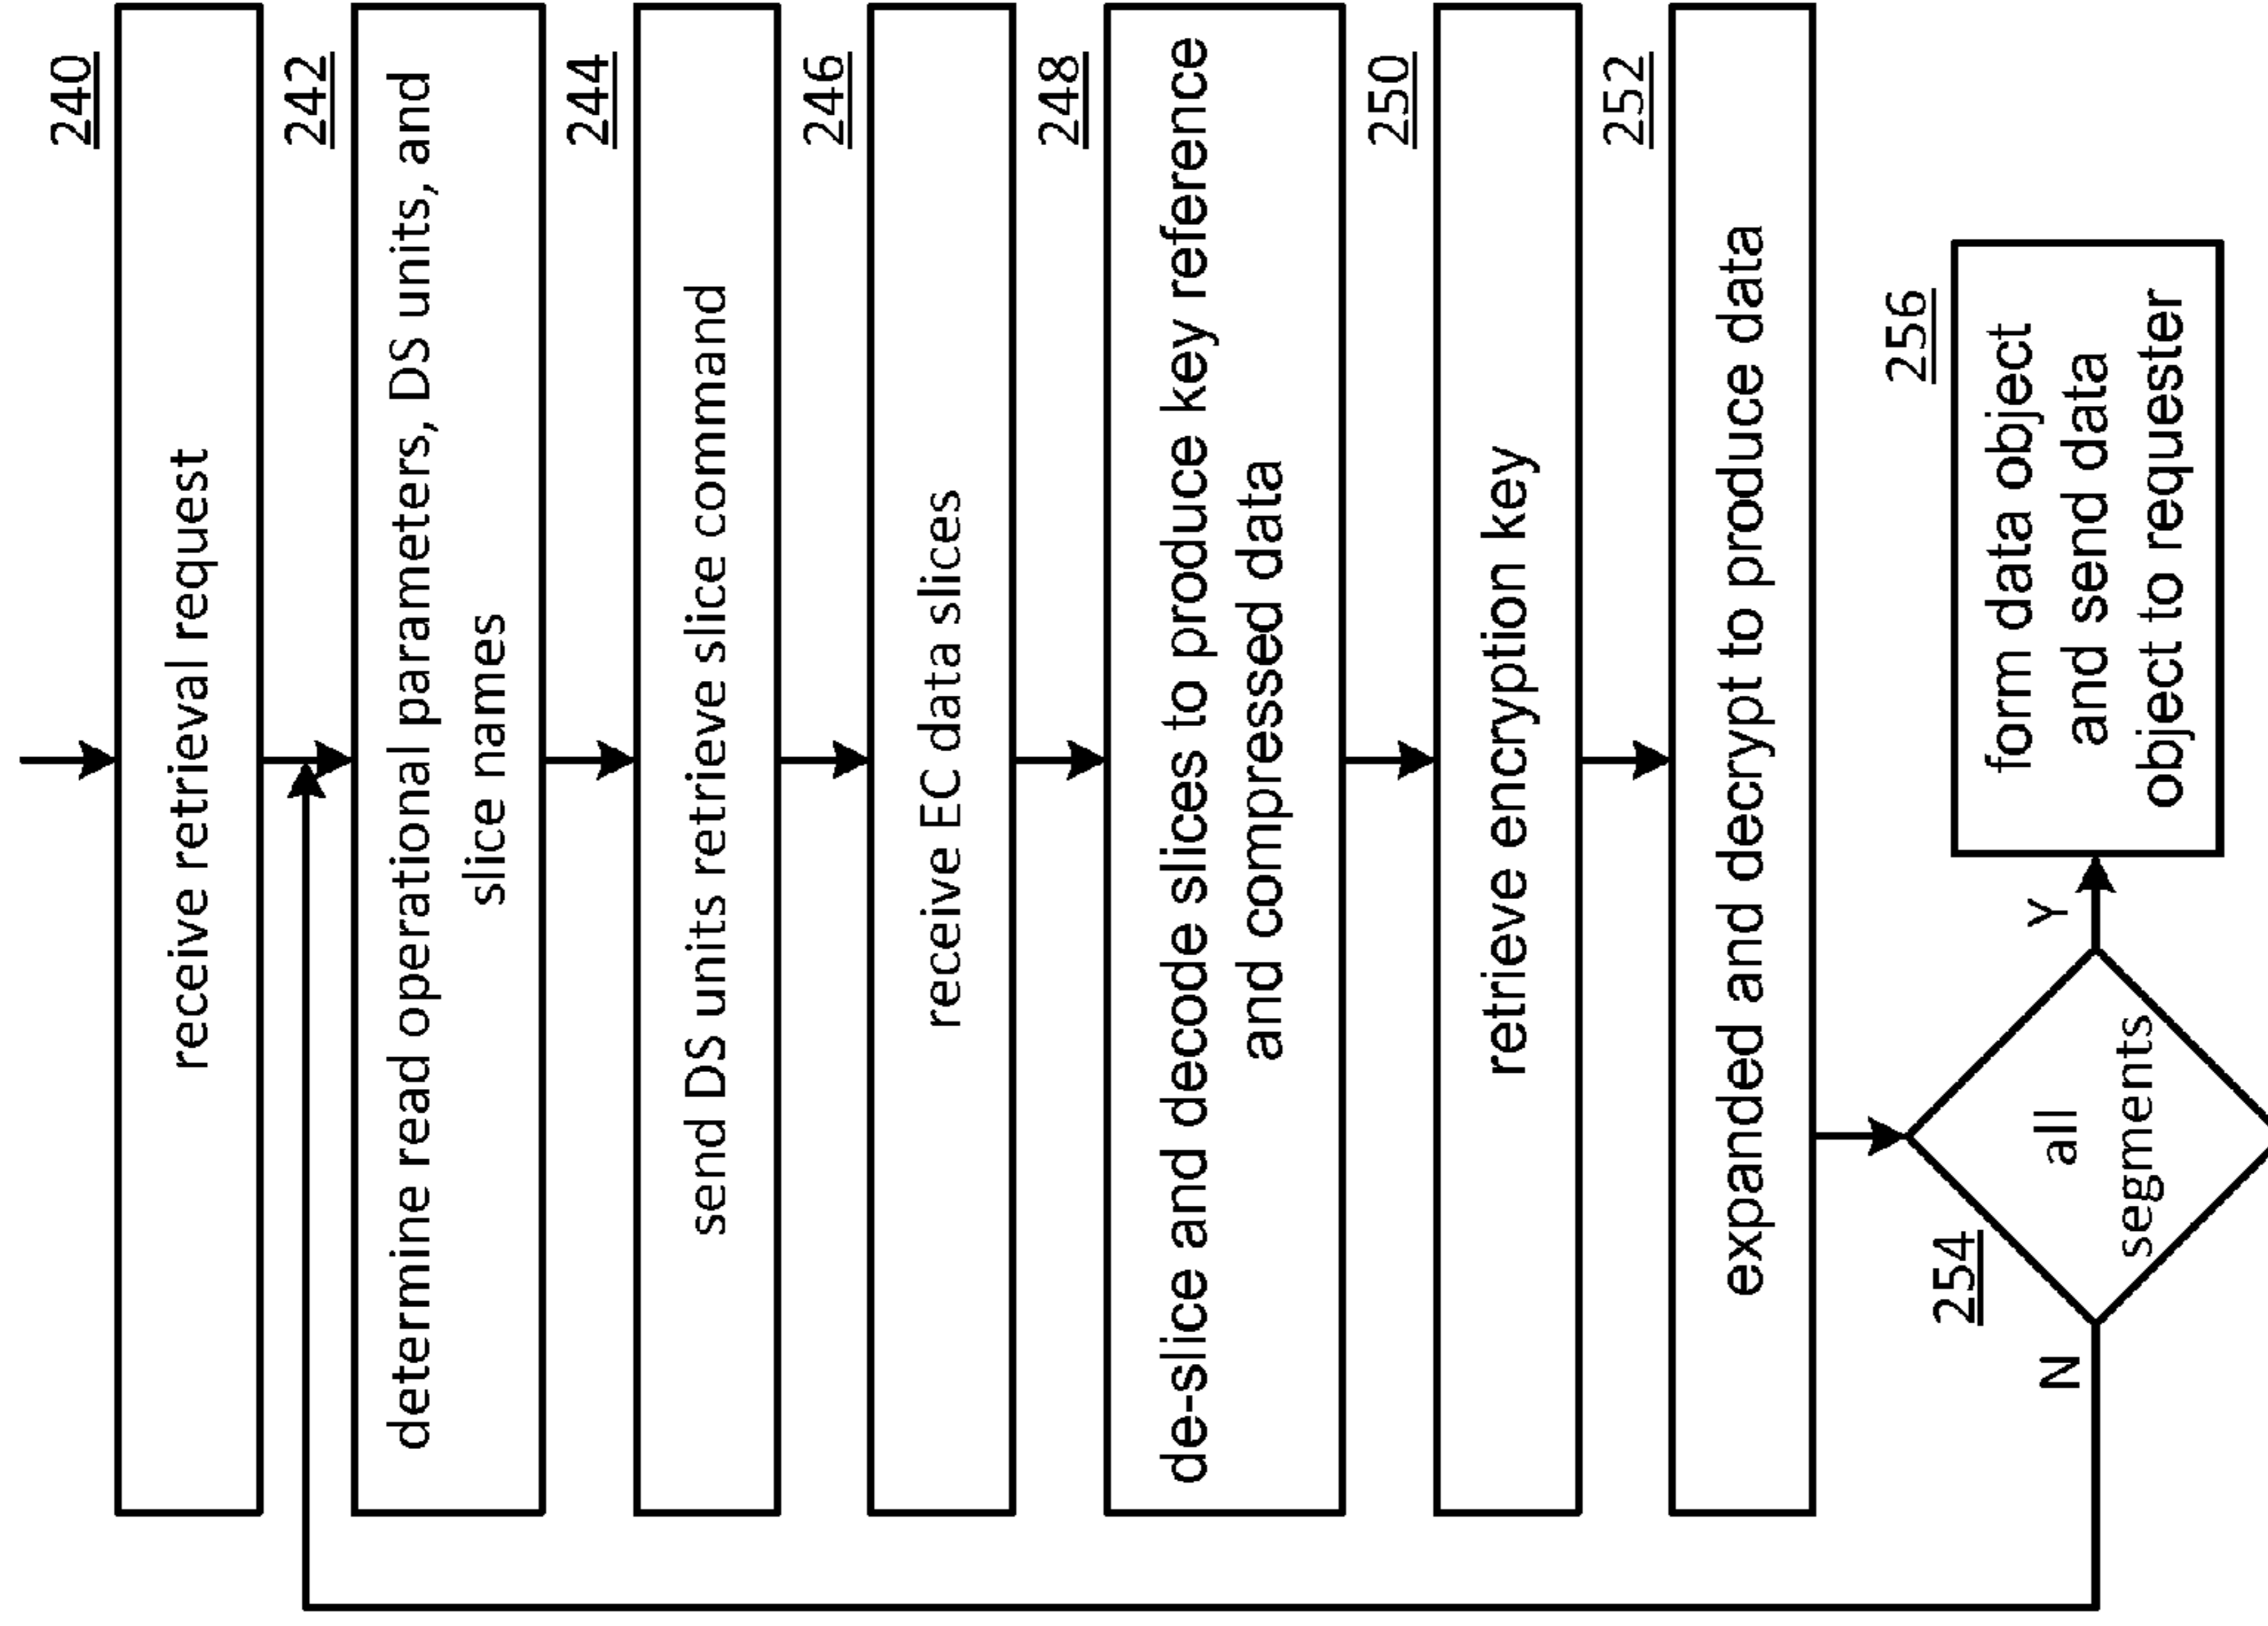 240
receive retrieval request
242
determine read operational parameters, DS units, and
slice names
244
send DS units retrieve slice command
246
receive EC data slices
248
de-slice and decode slices to produce key reference
and compressed data
250
retrieve encryption key
252
expanded and decrypt to produce data
254
all
segments
N
Y
256
form data object
and send data
object to requester